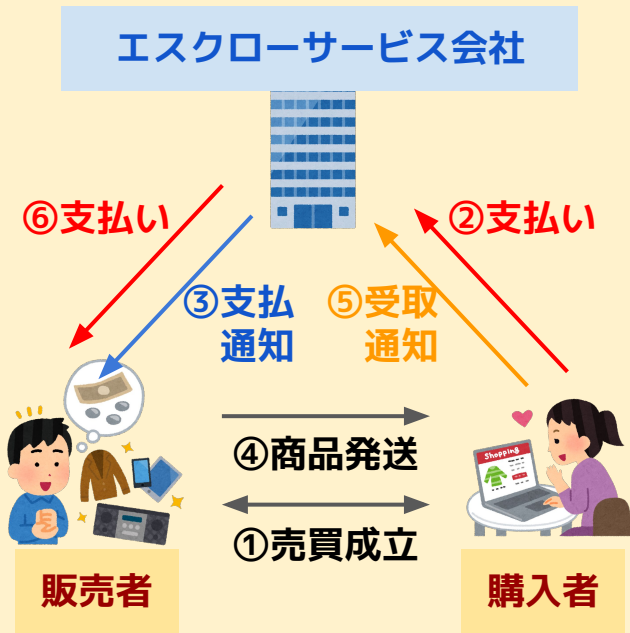 エスクローサービス会社
⑥支払い
②支払い
③支払
通知
⑤受取
通知
④商品発送
Shopping
①売買成立
販売者
購入者